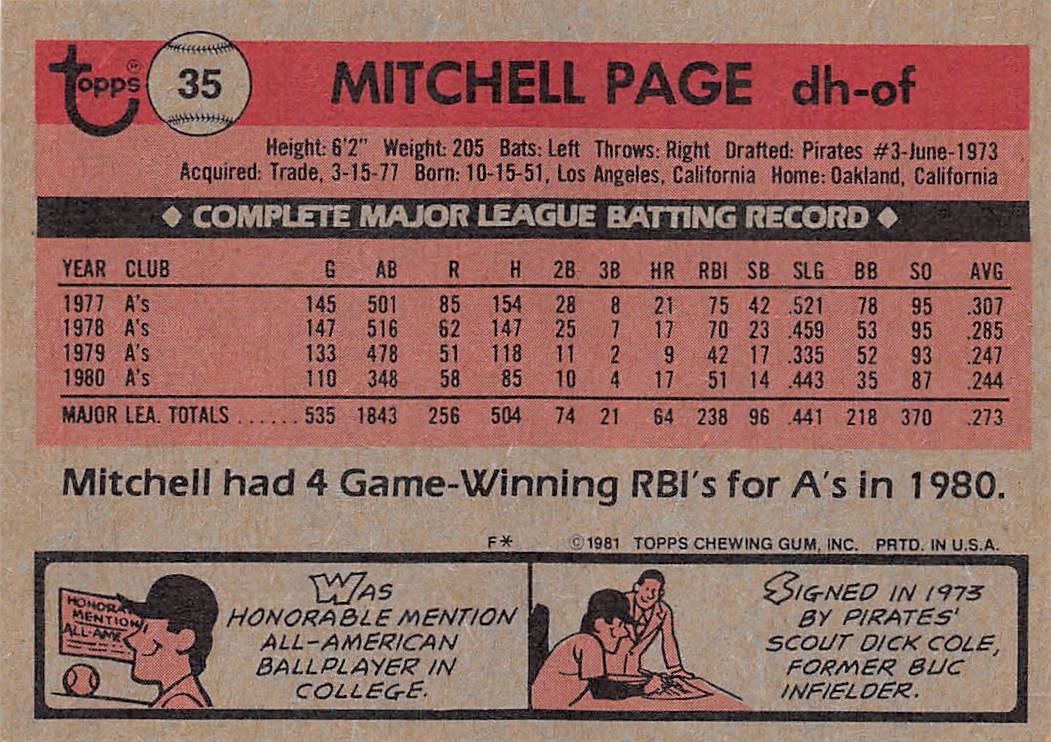 topps®
35
MITCHELL PAGE dh-of
Height: 6'2" Weight: 205 Bats: Left Throws: Right Drafted: Pirates #3-June-1973
Acquired: Trade, 3-15-77 Born: 10-15-51, Los Angeles, California Home: Oakland, California
◆ COMPLETE MAJOR LEAGUE BATTING RECORD ◆
YEAR CLUB G AB R H 2B 3B HR RBI SB SLG BB SO AVG
1977 A's 145 501 85 154 28 8 21 75 42 .521 78 95 .307
1978 A's 147 516 62 147 25 7 17 70 23 .459 53 95 .285
1979 A's 133 478 51 118 11 2 9 42 17 .335 52 93 .247
1980 A's 110 348 58 85 10 4 17 51 14 .443 35 87 .244
MAJOR LEA. TOTALS ...... 535 1843 256 504 74 21 64 238 96 .441 218 370 .273
Mitchell had 4 Game-Winning RBI's for A's in 1980.
F* ©1981 TOPPS CHEWING GUM, INC. PRTD. IN U.S.A.
HONORA
MENTION
ALL-AME
WAS
HONORABLE MENTION
ALL-AMERICAN
BALLPLAYER IN
COLLEGE.
SIGNED IN 1973
BY PIRATES'
SCOUT DICK COLE,
FORMER BUC
INFIELDER.